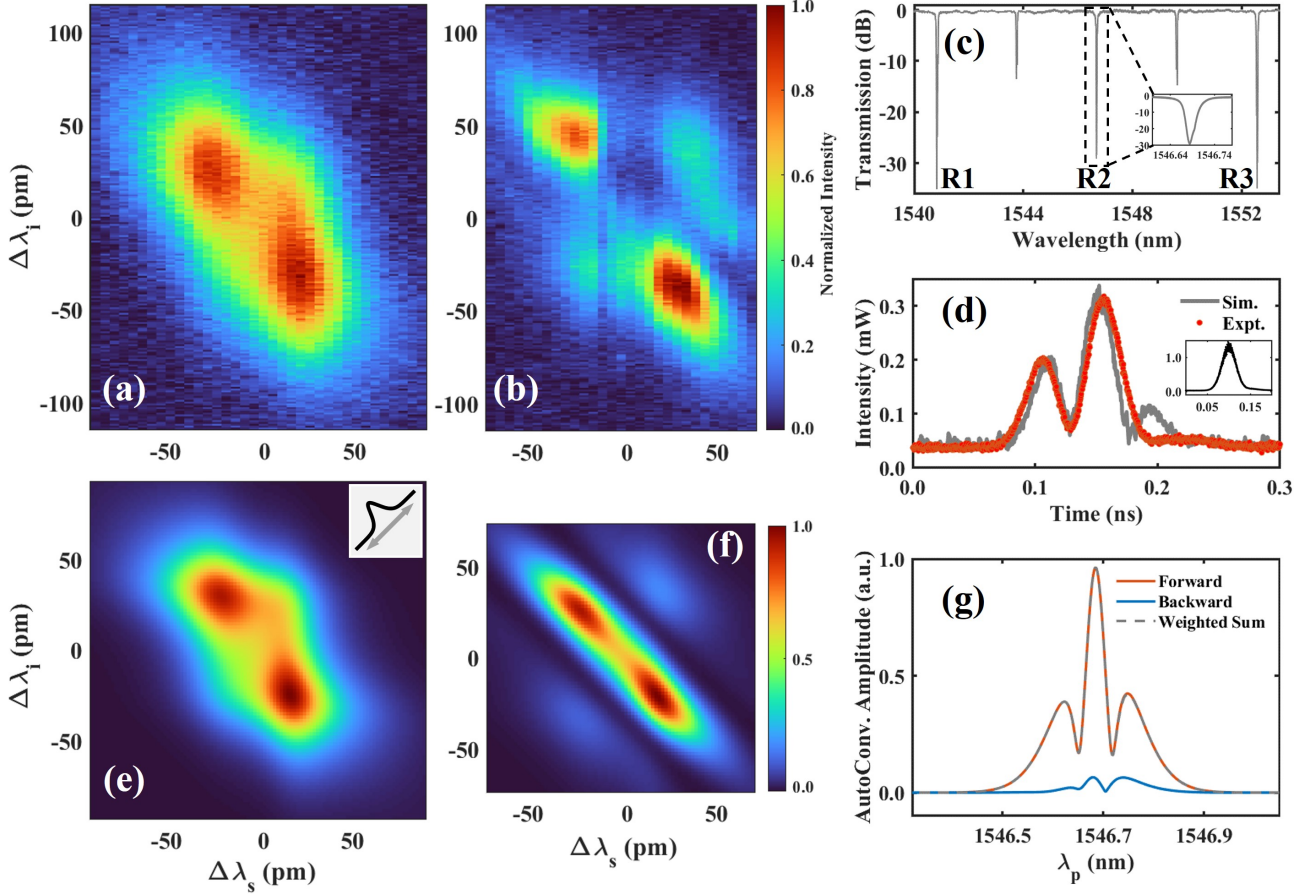 100
50
0
-50
-100
Δλi (pm)
-50
0
50
(a)
100
50
0
-50
-100
-50
0
50
(b)
1.0
0.8
0.6
0.4
0.2
0.0
Normalized Intensity
(c)
Transmission (dB)
0
-10
-20
-30
0
-10
-20
-30
1546.64 1546.74
R1
R2
R3
1540 1544 1548 1552
Wavelength (nm)
(d)
Intensity (mW)
0.3
0.2
0.1
0.0
Sim.
Expt.
1.0
0.0
0.05 0.15
0.0 0.1 0.2 0.3
Time (ns)
(e)
Δλi (pm)
50
0
-50
-50 0 50
Δλs (pm)
(f)
50
0
-50
-50 0 50
Δλs (pm)
1.0
0.5
0.0
(g)
AutoConv. Amplitude (a.u.)
1.0
0.5
0.0
Forward
Backward
Weighted Sum
1546.5 1546.7 1546.9
λp (nm)